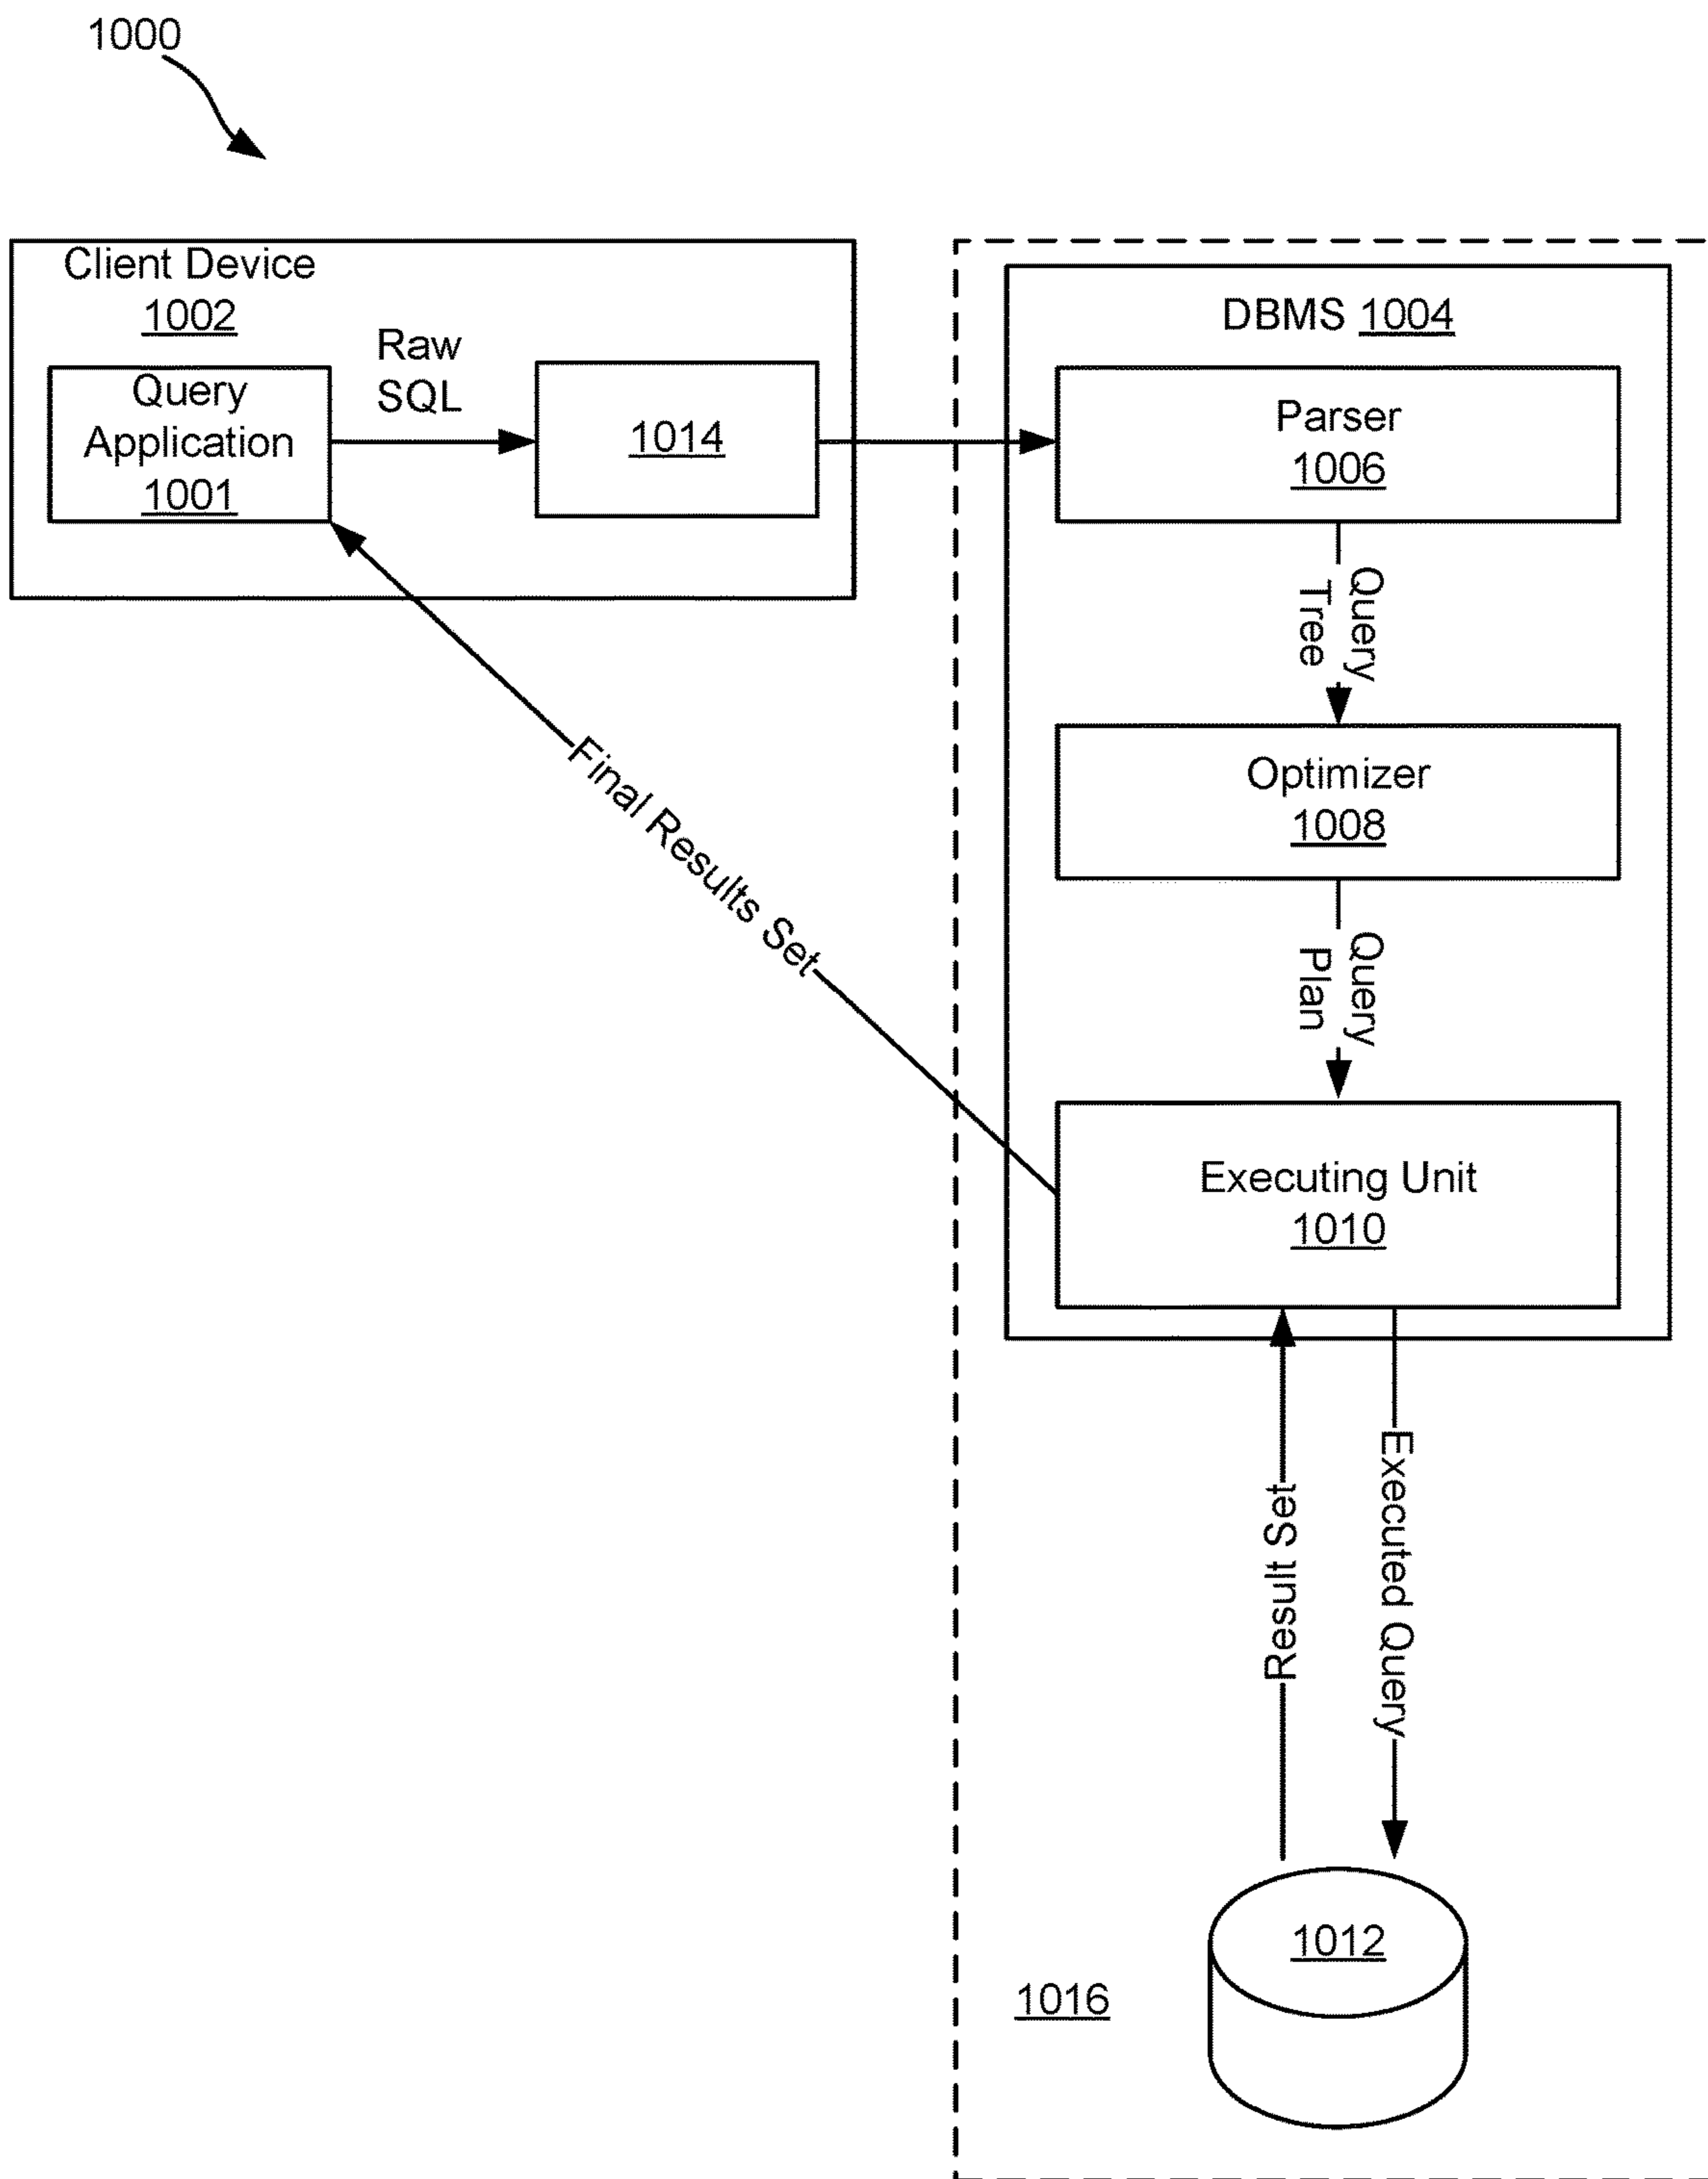 1000
Client Device
1002
Query
Application
1001
Raw
SQL
1014
DBMS 1004
Parser
1006
Query
Tree
Optimizer
1008
Query
Plan
Final Results Set
Executing Unit
1010
Result Set
Executed Query
1012
1016